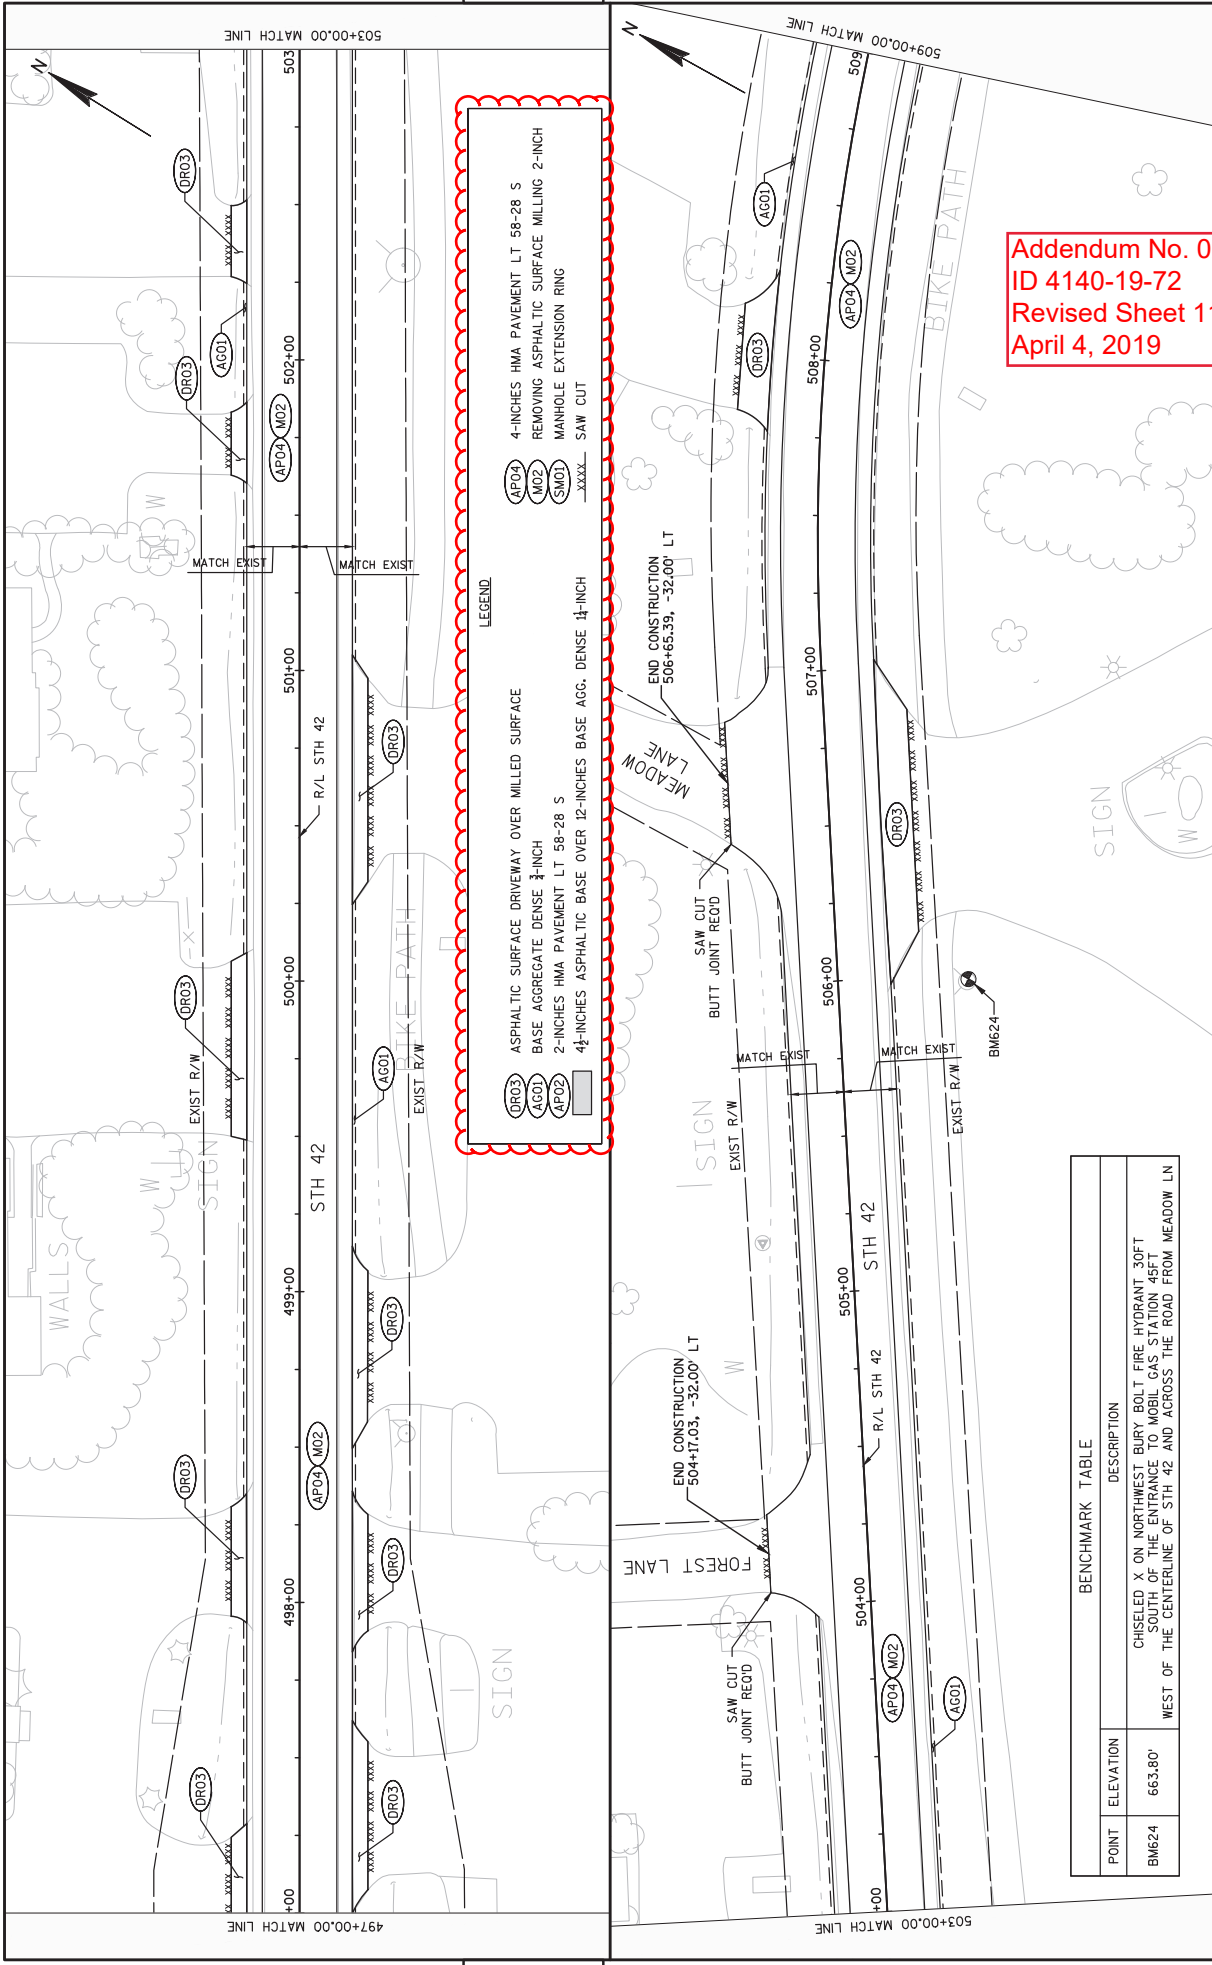 503+00.00 MATCH LINE
N
503
DR03
DR03
AG01
502+00
AP04 M02
W
MATCH EXIST
MATCH EXIST
501+00
R/L STH 42
DR03
DR03
500+00
EXIST R/W
BIKE PATH
AG01
EXIST R/W
SIGN
W
STH 42
WALLS
499+00
DR03
AP04 M02
DR03
DR03
498+00
SIGN
DR03
DR03
+00
497+00.00 MATCH LINE
LEGEND
DR03 ASPHALTIC SURFACE DRIVEWAY OVER MILLED SURFACE
AG01 BASE AGGREGATE DENSE ¾-INCH
AP02 2-INCHES HMA PAVEMENT LT 58-28 S
4½-INCHES ASPHALTIC BASE OVER 12-INCHES BASE AGG. DENSE 1¼-INCH
AP04 4-INCHES HMA PAVEMENT LT 58-28 S
M02 REMOVING ASPHALTIC SURFACE MILLING 2-INCH
SM01 MANHOLE EXTENSION RING
XXXX SAW CUT
509+00.00 MATCH LINE
N
509
AG01
BIKE PATH
AP04 M02
DR03
508+00
Addendum No. 0
ID 4140-19-72
Revised Sheet 11
April 4, 2019
END CONSTRUCTION
506+65.39, -32.00' LT
507+00
MEADOW
LANE
DR03
SIGN
W
SAW CUT
BUTT JOINT REQ'D
506+00
BM624
MATCH EXIST
MATCH EXIST
EXIST R/W
EXIST R/W
SIGN
STH 42
505+00
R/L STH 42
END CONSTRUCTION
504+17.03, -32.00' LT
W
FOREST LANE
504+00
SAW CUT
BUTT JOINT REQ'D
AP04 M02
AG01
+00
503+00.00 MATCH LINE
BENCHMARK TABLE
POINT ELEVATION DESCRIPTION
BM624 663.80' CHISELED X ON NORTHWEST BURY BOLT FIRE HYDRANT 30FT
SOUTH OF THE ENTRANCE TO MOBIL GAS STATION 45FT
WEST OF THE CENTERLINE OF STH 42 AND ACROSS THE ROAD FROM MEADOW LN